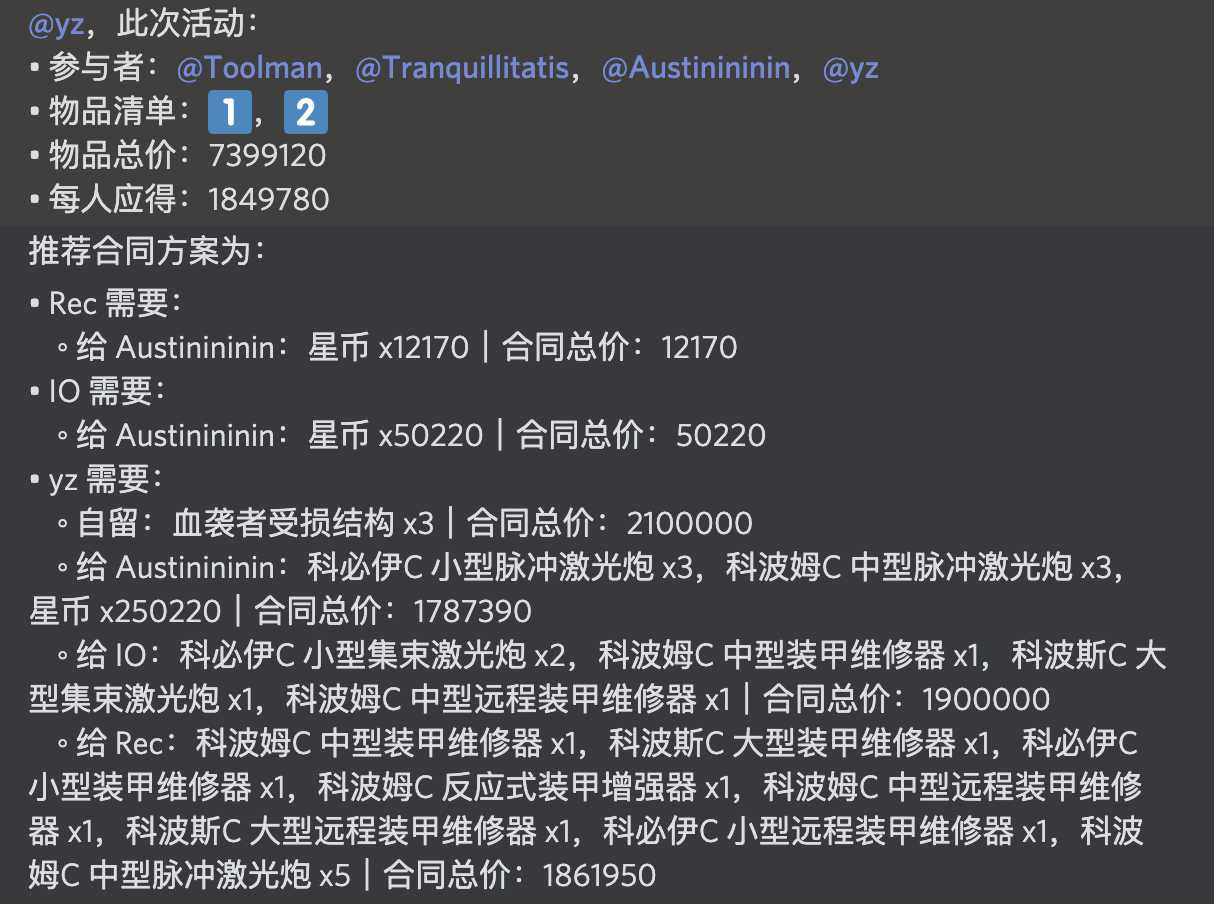 @yz，此次活动：
• 参与者：@Toolman，@Tranquillitatis，@Austinininin，@yz
• 物品清单：1，2
• 物品总价：7399120
• 每人应得：1849780
推荐合同方案为：
• Rec 需要：
◦ 给 Austinininin：星币 x12170｜合同总价：12170
• IO 需要：
◦ 给 Austinininin：星币 x50220｜合同总价：50220
• yz 需要：
◦ 自留：血袭者受损结构 x3｜合同总价：2100000
◦ 给 Austinininin：科必伊C 小型脉冲激光炮 x3，科波姆C 中型脉冲激光炮 x3，
星币 x250220｜合同总价：1787390
◦ 给 IO：科必伊C 小型集束激光炮 x2，科波姆C 中型装甲维修器 x1，科波斯C 大
型集束激光炮 x1，科波姆C 中型远程装甲维修器 x1｜合同总价：1900000
◦ 给 Rec：科波姆C 中型装甲维修器 x1，科波斯C 大型装甲维修器 x1，科必伊C
小型装甲维修器 x1，科波姆C 反应式装甲增强器 x1，科波姆C 中型远程装甲维修
器 x1，科波斯C 大型远程装甲维修器 x1，科必伊C 小型远程装甲维修器 x1，科波
姆C 中型脉冲激光炮 x5｜合同总价：1861950